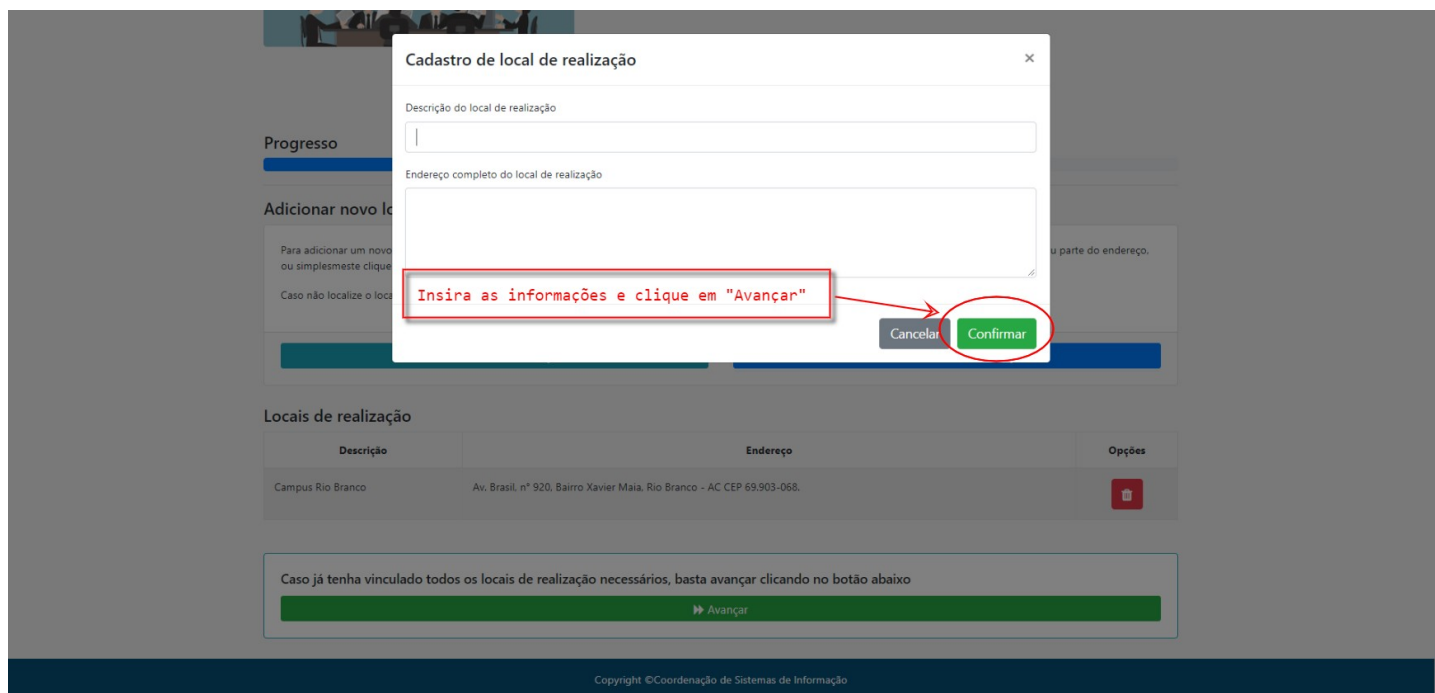 Cadastro de local de realização
×
Descrição do local de realização
Progresso
Endereço completo do local de realização
Adicionar novo lo
Para adicionar um novo
u parte do endereço,
ou simplesmeste clique
Caso não localize o loca
Insira as informações e clique em "Avançar"
Cancelar
Confirmar
Locais de realização
Descrição Endereço Opções
Campus Rio Branco Av. Brasil, nº 920, Bairro Xavier Maia, Rio Branco - AC CEP 69.903-068.
Caso já tenha vinculado todos os locais de realização necessários, basta avançar clicando no botão abaixo
Avançar
Copyright ©Coordenação de Sistemas de Informação